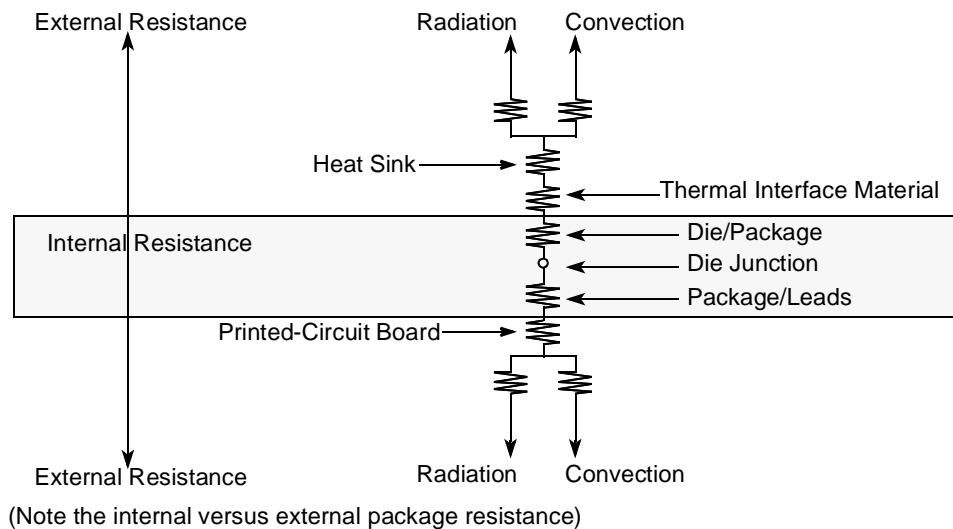 External Resistance
Radiation
Convection
Heat Sink
Thermal Interface Material
Internal Resistance
Die/Package
Die Junction
Package/Leads
Printed-Circuit Board
External Resistance
Radiation
Convection
(Note the internal versus external package resistance)